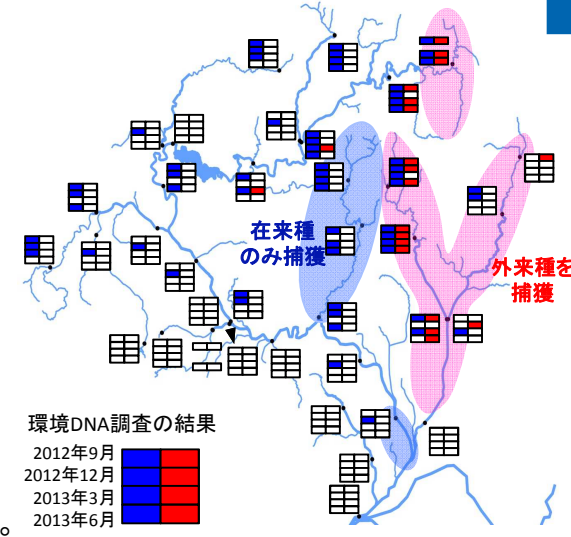 在来種
のみ捕獲
外来種を
捕獲
環境DNA調査の結果
2012年9月
2012年12月
2013年3月
2013年6月
。